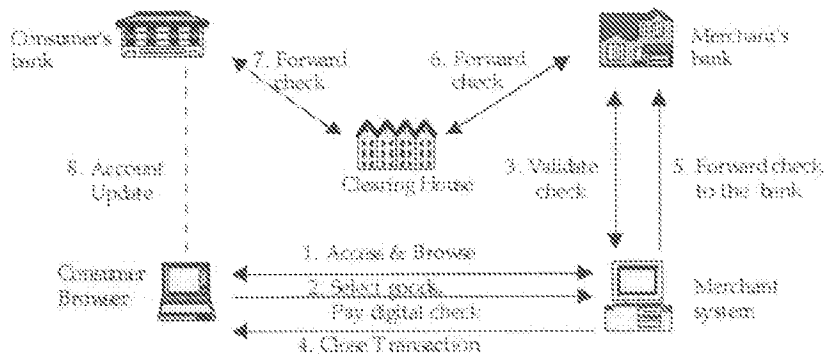 Consumer's
bank
7. Forward
check
6. Forward
check
Merchant's
bank
Clearing House
8. Account
Update
3. Validate
check
5. Forward check
to the bank
1. Access & Browse
Consumer
Browser
2. Select goods,
Pay digital check
4. Close Transaction
Merchant
system